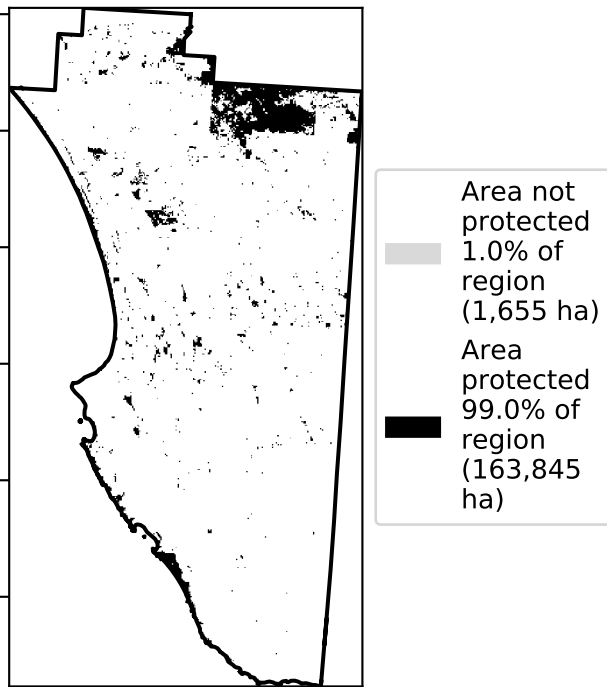 Area not
protected
1.0% of
region
(1,655 ha)
Area
protected
99.0% of
region
(163,845
ha)